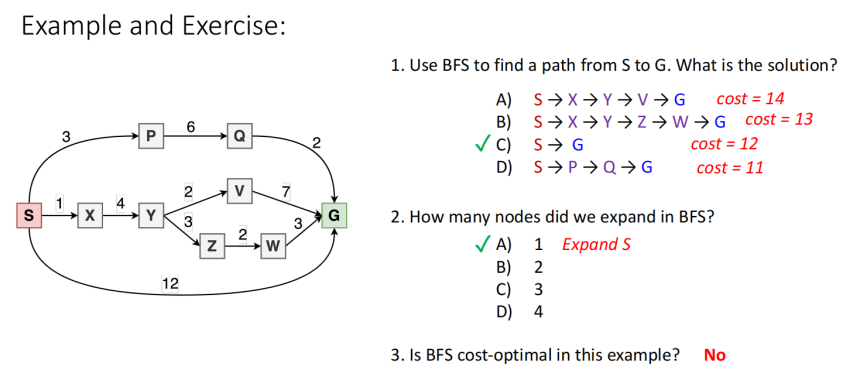 Example and Exercise:
1. Use BFS to find a path from S to G. What is the solution?
A) S → X → Y → V → G cost = 14
B) S → X → Y → Z → W → G cost = 13
✓ C) S → G cost = 12
D) S → P → Q → G cost = 11
2. How many nodes did we expand in BFS?
✓ A) 1 Expand S
B) 2
C) 3
D) 4
3. Is BFS cost-optimal in this example? No
3 P 6 Q 2
S 1 X 4 Y 2 V 7 G
3 Z 2 W 3
12